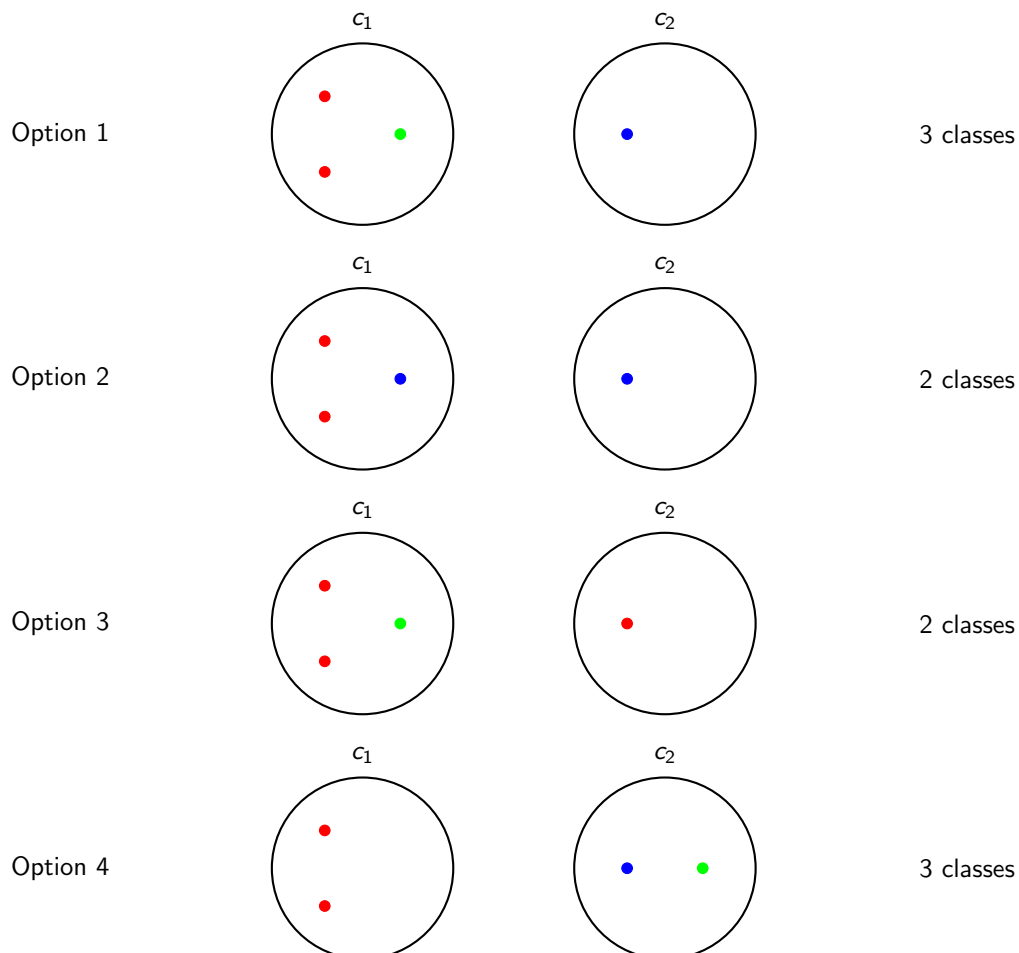 c₁ c₂
Option 1 3 classes
c₁ c₂
Option 2 2 classes
c₁ c₂
Option 3 2 classes
c₁ c₂
Option 4 3 classes